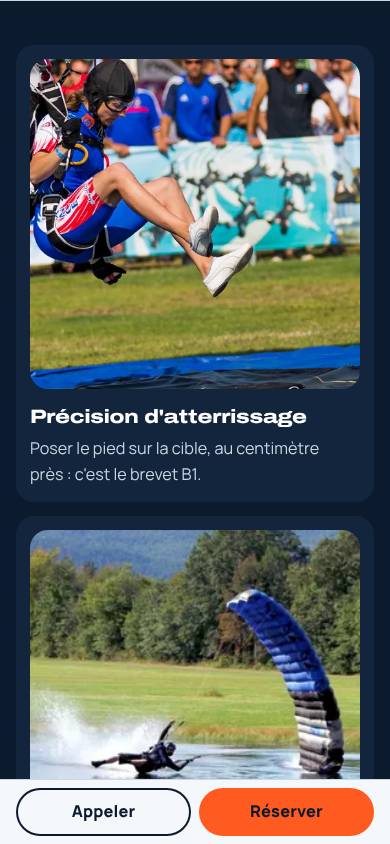 Précision d'atterrissage
Poser le pied sur la cible, au centimètre
près : c'est le brevet B1.
Appeler
Réserver